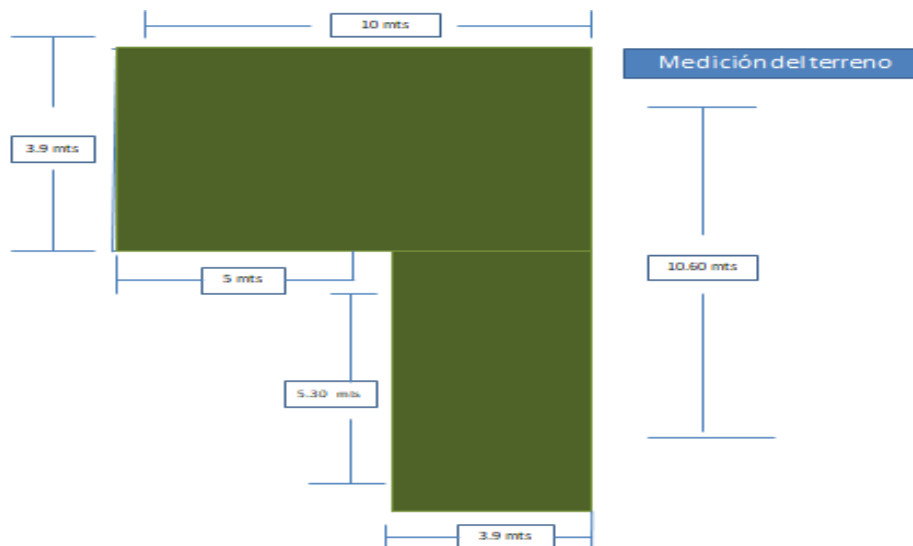 10 mts
Medición del terreno
3.9 mts
10.60 mts
5 mts
5.30 mts
3.9 mts